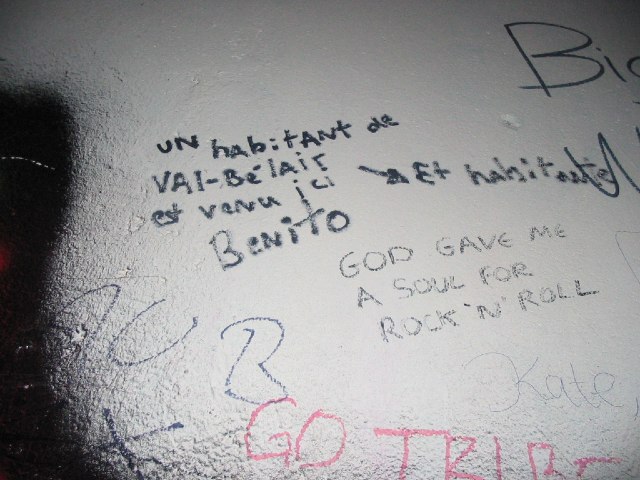 UN habitant de
VAL-Bélair
est venu ici
Benito
→ Et habitante
GOD GAVE ME
A SOUL FOR
ROCK 'N' ROLL
B
Kate,
GO